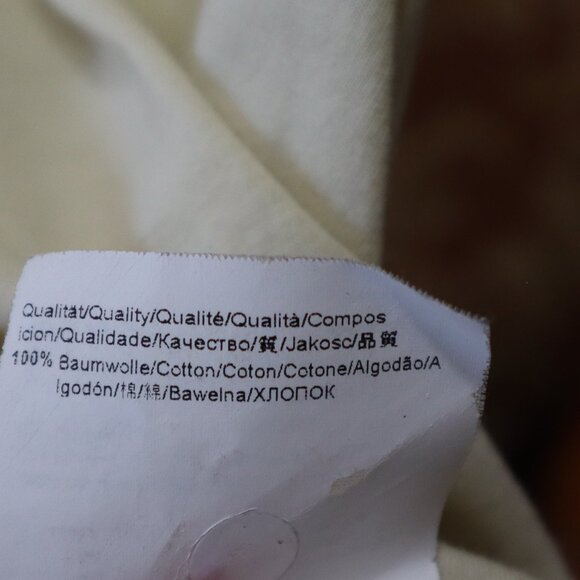 Qualität/Quality/Qualité/Qualità/Compos
icion/Qualidade/Качество/質/Jakosc/品質
100% Baumwolle/Cotton/Coton/Cotone/Algodão/A
lgodón/棉/綿/Bawelna/ХЛОПОК